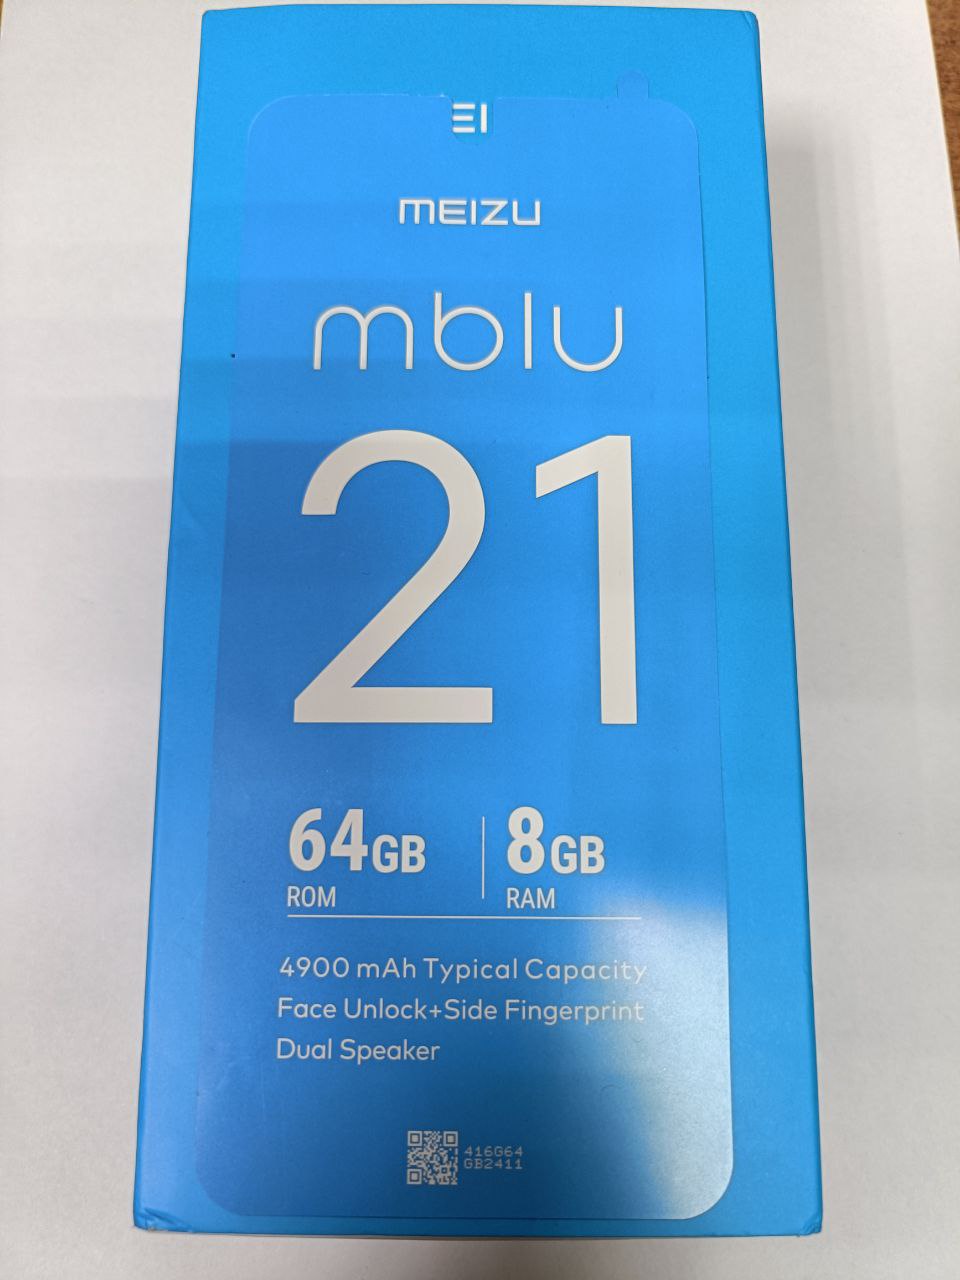 EI
MEIZU
mblu
21
64GB
ROM
8GB
RAM
4900 mAh Typical Capacity
Face Unlock+Side Fingerprint
Dual Speaker
416G64
GB2411